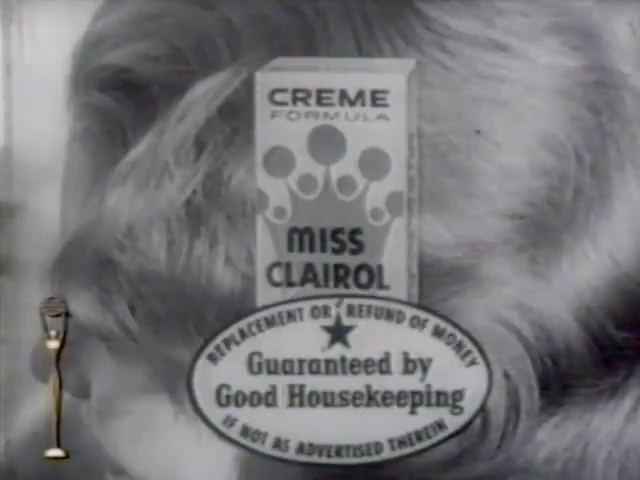 CREME
FORMULA
MISS
CLAIROL
REPLACEMENT OR REFUND OF MONEY
Guaranteed by
Good Housekeeping
IF NOT AS ADVERTISED THEREIN